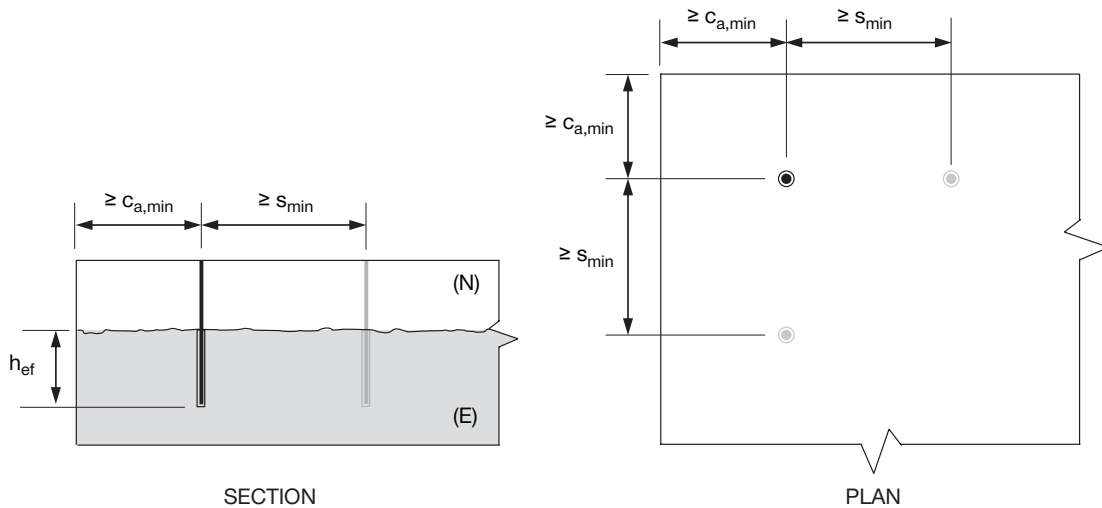 ≥ c_a,min
≥ s_min
≥ c_a,min
≥ s_min
≥ c_a,min
≥ s_min
(N)
h_ef
(E)
SECTION
PLAN